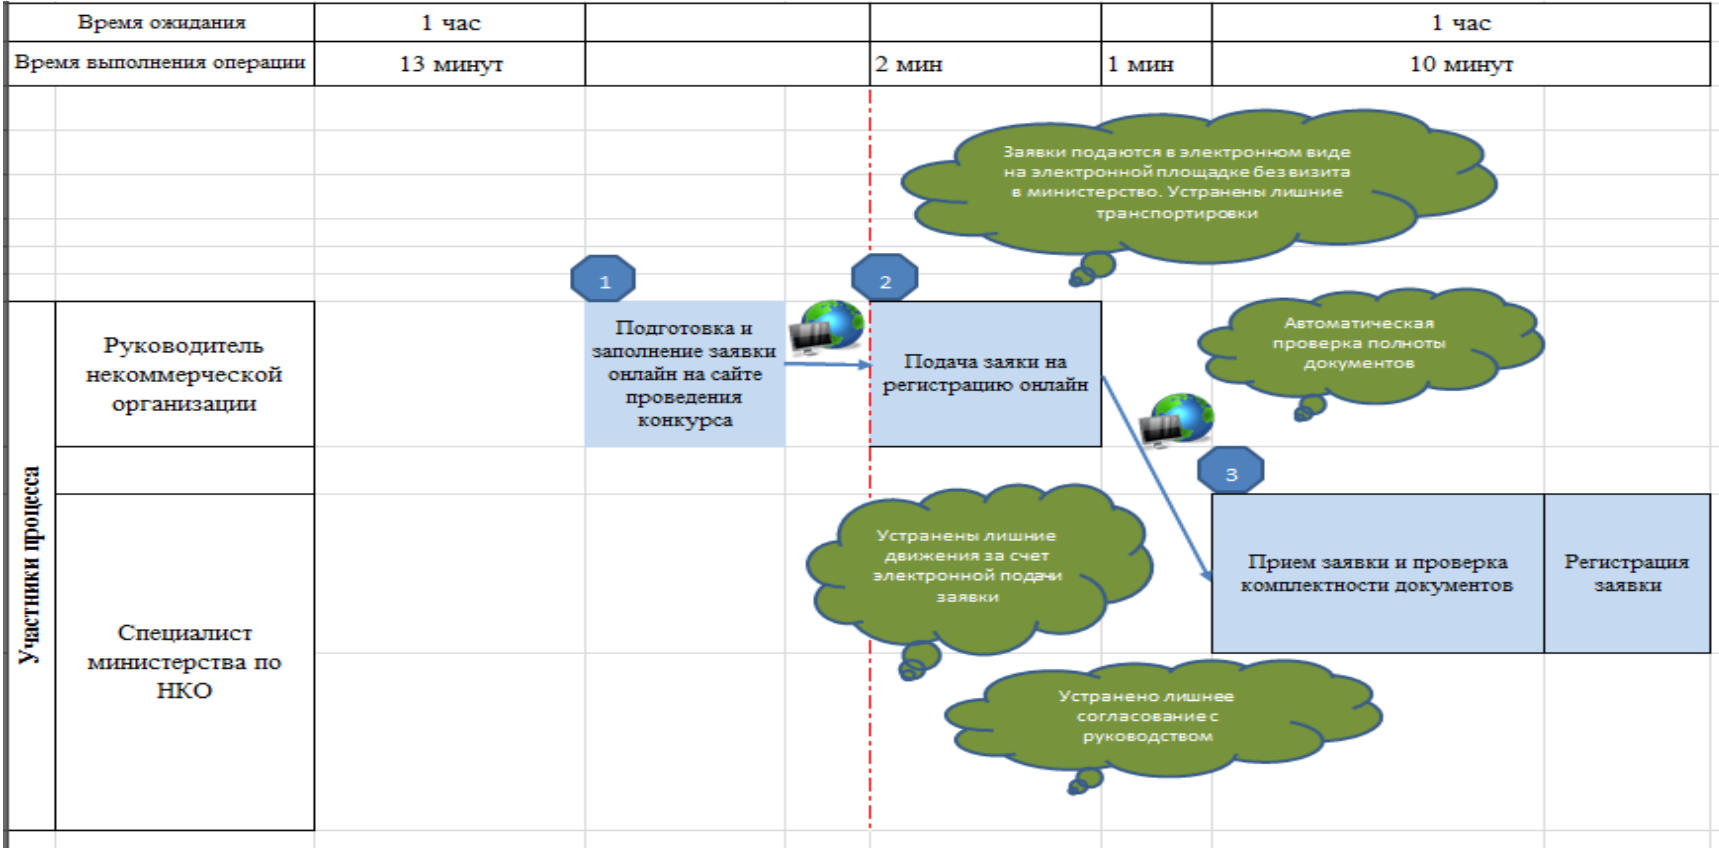 Время ожидания
1 час
1 час
Время выполнения операции
13 минут
2 мин
1 мин
10 минут
Заявки подаются в электронном виде
на электронной площадке без визита
в министерство. Устранены лишние
транспортировки
1
2
Участники процесса
Руководитель
некоммерческой
организации
Подготовка и
заполнение заявки
онлайн на сайте
проведения
конкурса
Подача заяки на
регистрацию онлайн
Автоматическая
проверка полноты
документов
3
Специалист
министерства по
НКО
Устранены лишние
движения за счет
электронной подачи
заявки
Прием заявки и проверка
комплектности документов
Регистрация
заявки
Устранено лишнее
согласование с
руководством